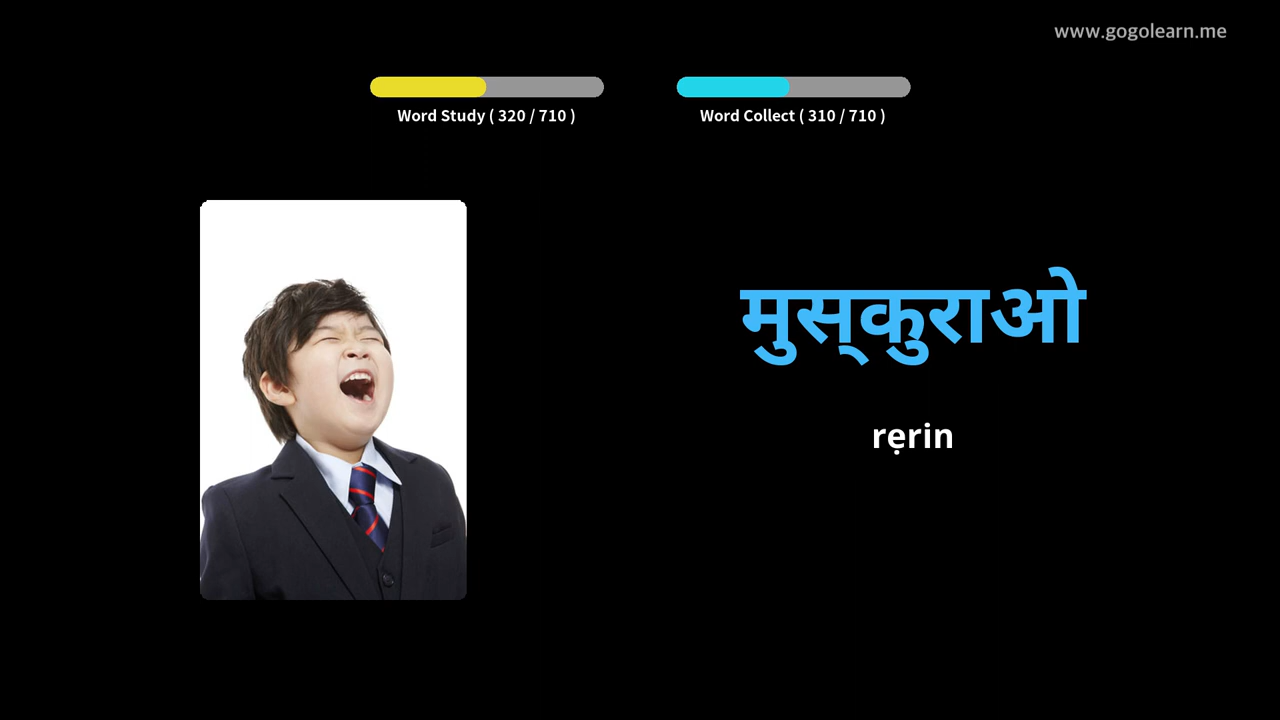 www.gogolearn.me
Word Study ( 320 / 710 )
Word Collect ( 310 / 710 )
मुस्कुराओ
rẹrin